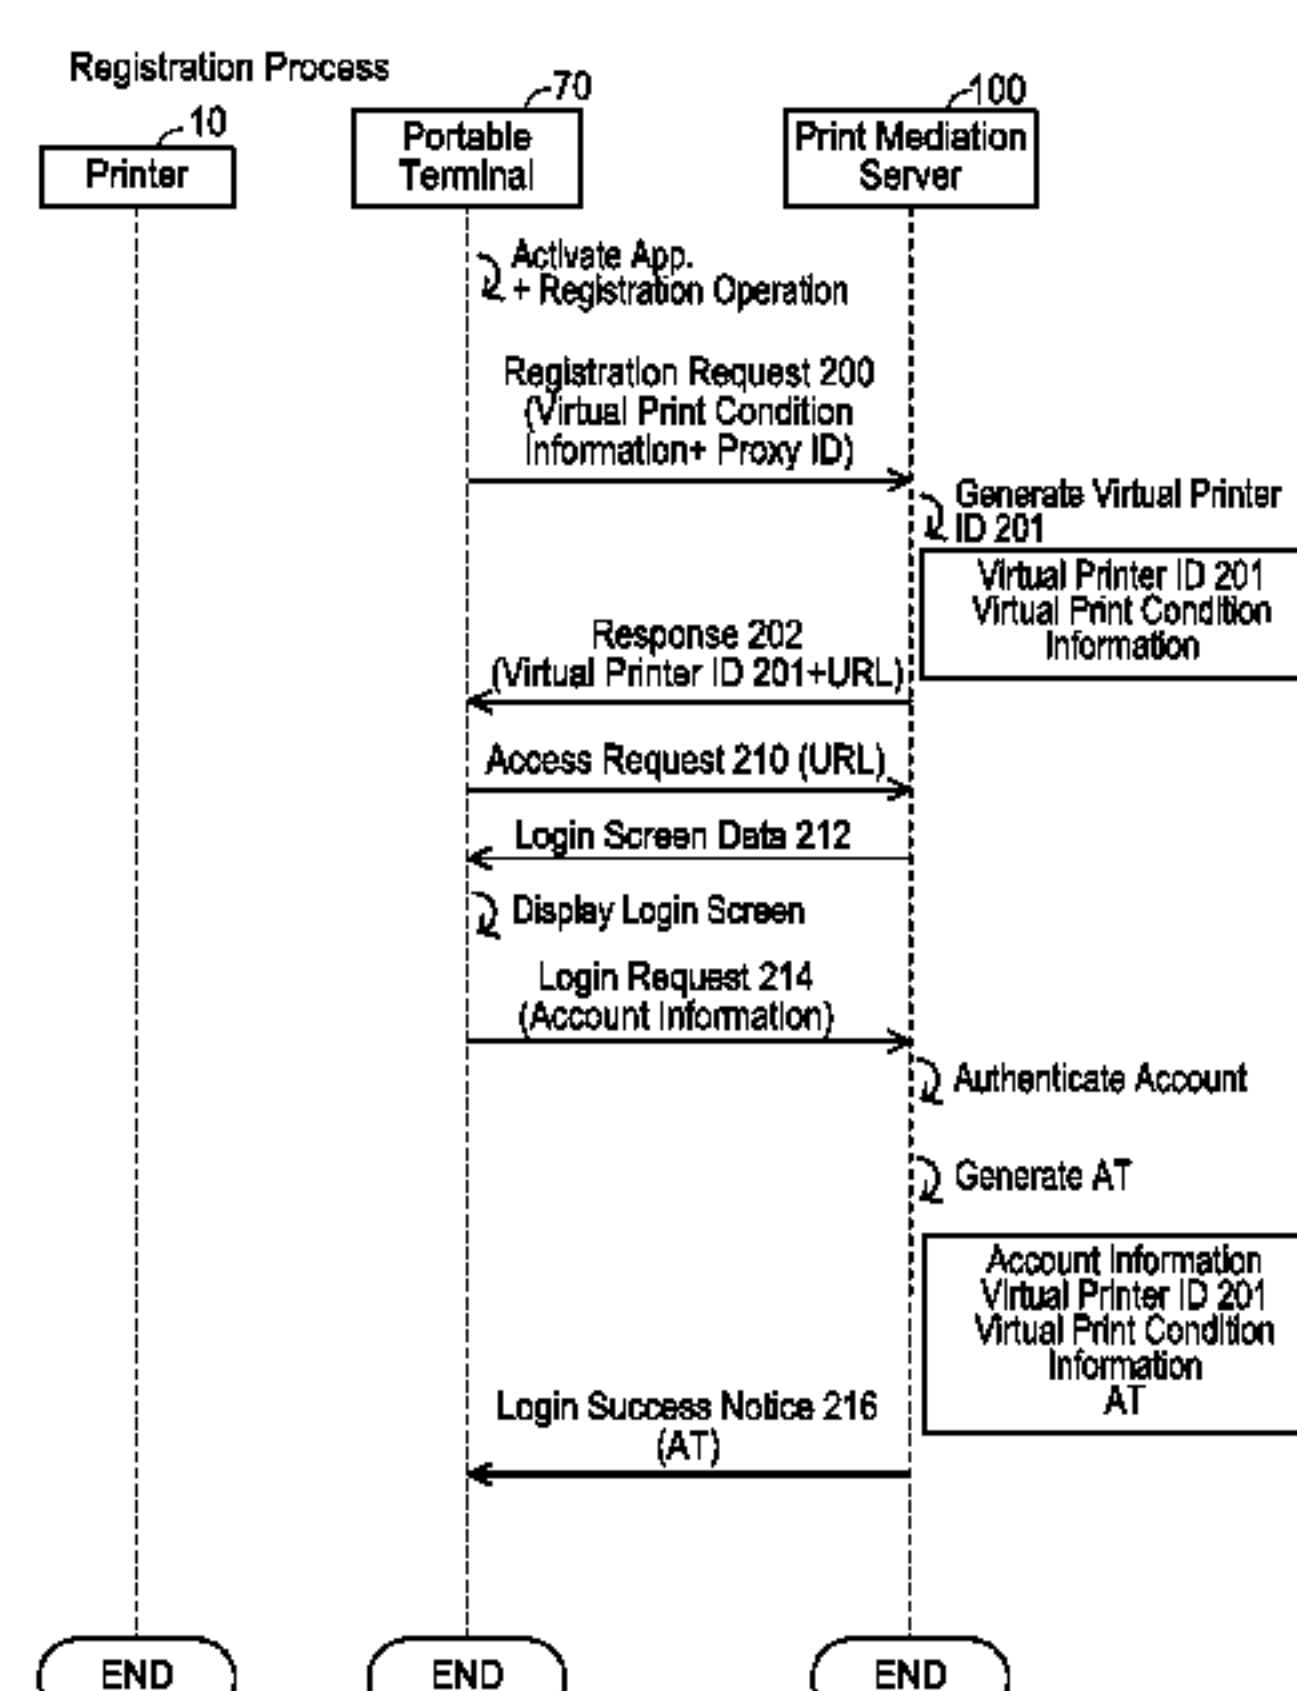 Registration Process
10
Printer
70
Portable
Terminal
100
Print Mediation
Server
Activate App.
+ Registration Operation
Registration Request 200
(Virtual Print Condition
Information+ Proxy ID)
Generate Virtual Printer
ID 201
Virtual Printer ID 201
Virtual Print Condition
Information
Response 202
(Virtual Printer ID 201+URL)
Access Request 210 (URL)
Login Screen Data 212
Display Login Screen
Login Request 214
(Account Information)
Authenticate Account
Generate AT
Account Information
Virtual Printer ID 201
Virtual Print Condition
Information
AT
Login Success Notice 216
(AT)
END
END
END